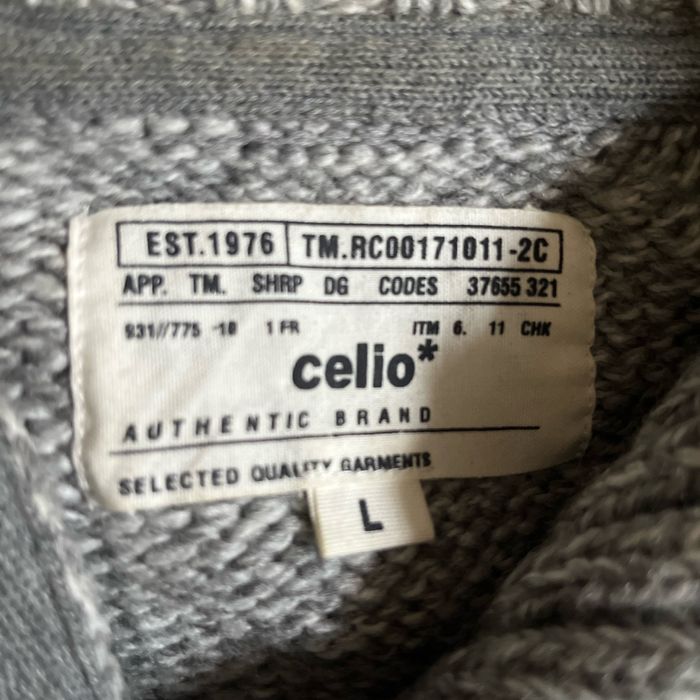 EST.1976 TM.RC00171011-2C
APP. TM. SHRP DG CODES 37655 321
931//775 -10 1 FR ITM 6. 11 CHK
celio*
AUTHENTIC BRAND
SELECTED QUALITY GARMENTS
L